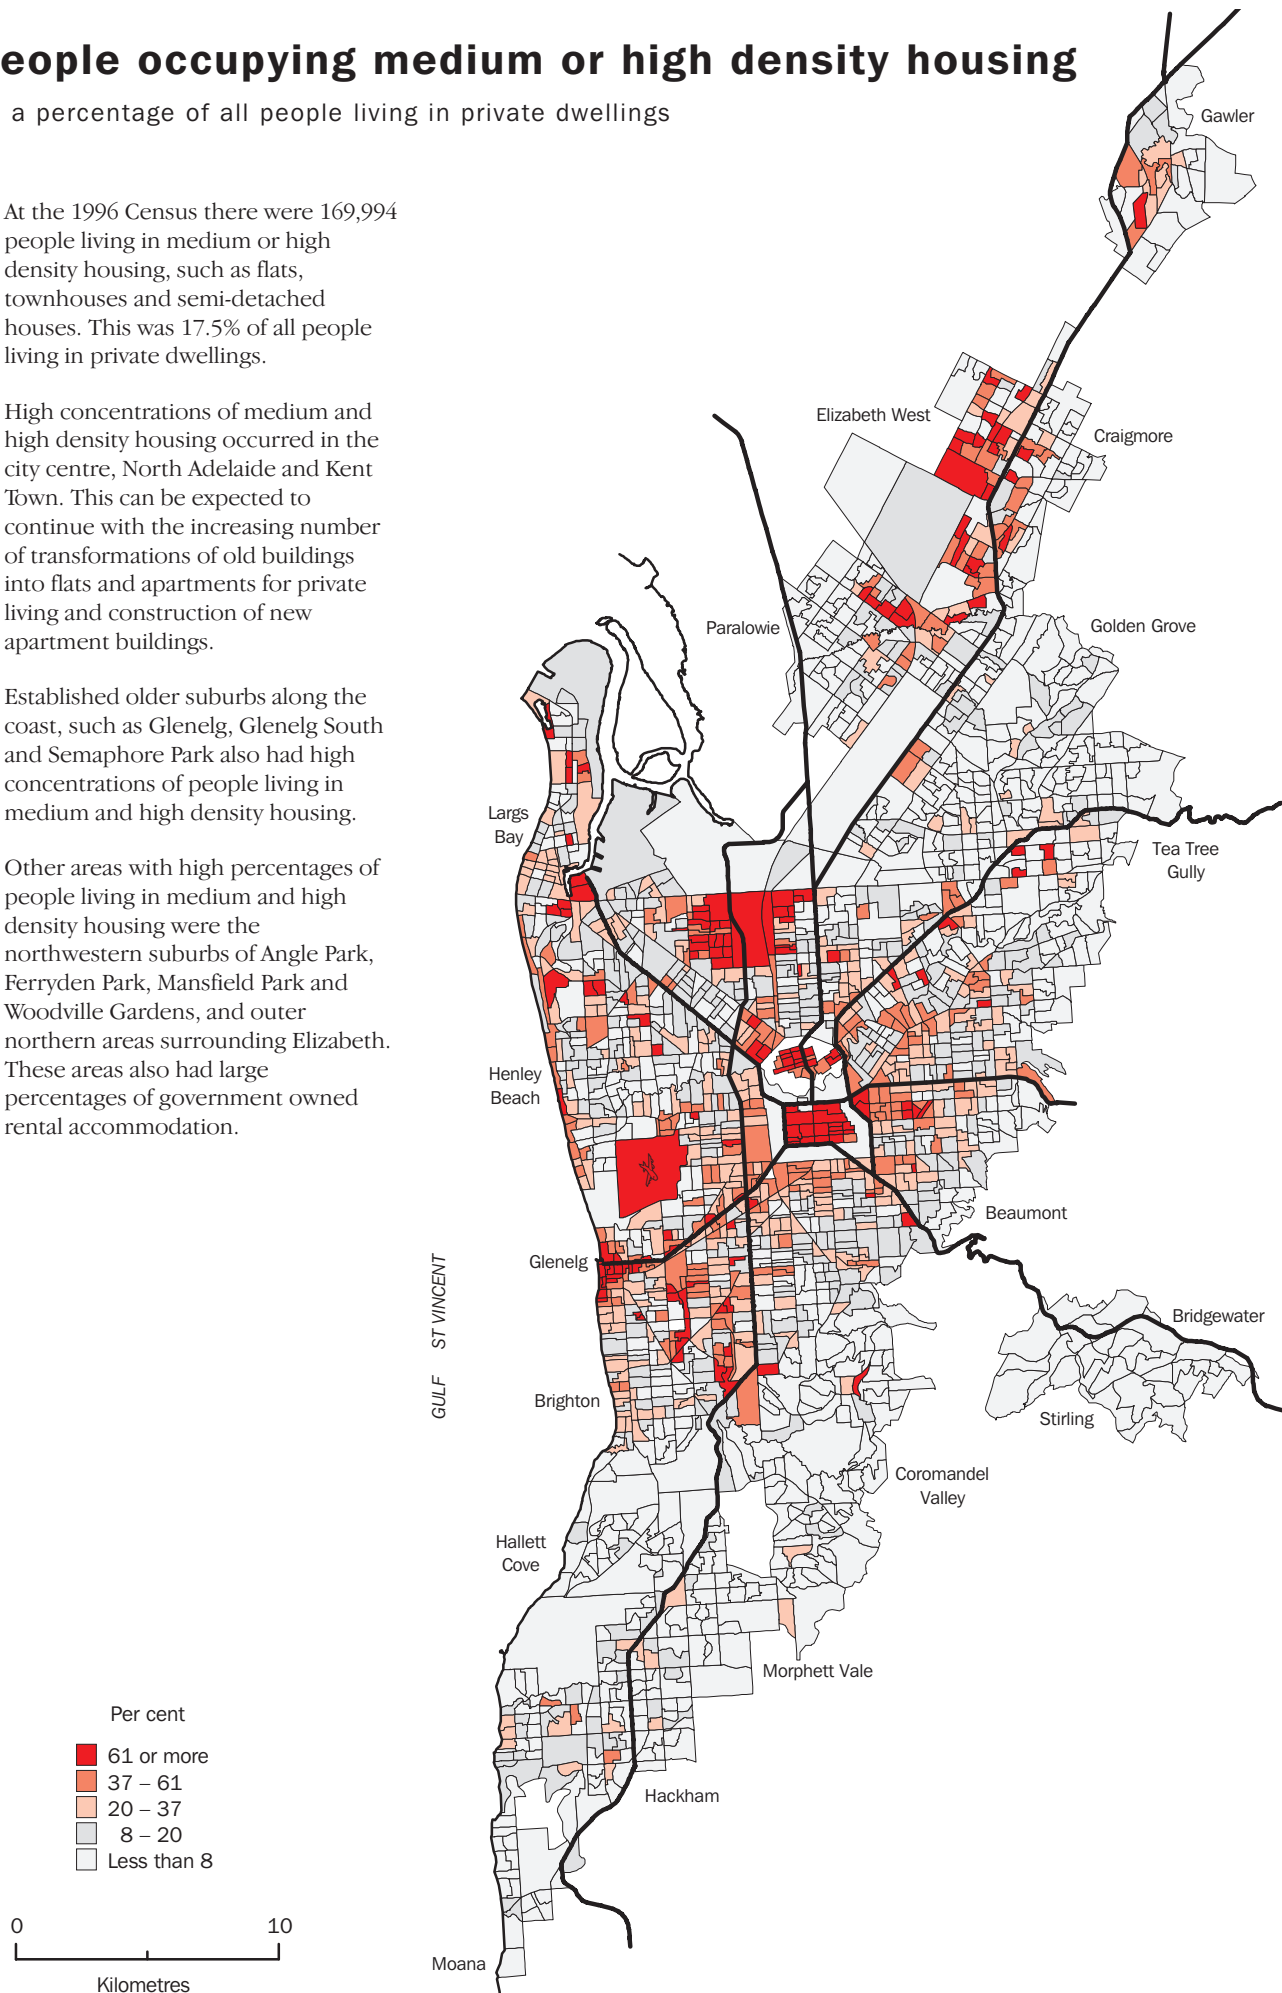 eople occupying medium or high density housing
a percentage of all people living in private dwellings
At the 1996 Census there were 169,994
people living in medium or high
density housing, such as flats,
townhouses and semi-detached
houses. This was 17.5% of all people
living in private dwellings.
High concentrations of medium and
high density housing occurred in the
city centre, North Adelaide and Kent
Town. This can be expected to
continue with the increasing number
of transformations of old buildings
into flats and apartments for private
living and construction of new
apartment buildings.
Established older suburbs along the
coast, such as Glenelg, Glenelg South
and Semaphore Park also had high
concentrations of people living in
medium and high density housing.
Other areas with high percentages of
people living in medium and high
density housing were the
northwestern suburbs of Angle Park,
Ferryden Park, Mansfield Park and
Woodville Gardens, and outer
northern areas surrounding Elizabeth.
These areas also had large
percentages of government owned
rental accommodation.
Gawler
Elizabeth West
Craigmore
Paralowie
Golden Grove
Largs
Bay
Tea Tree
Gully
Henley
Beach
Beaumont
Glenelg
GULF ST VINCENT
Bridgewater
Brighton
Stirling
Coromandel
Valley
Hallett
Cove
Morphett Vale
Hackham
Moana
Per cent
61 or more
37 – 61
20 – 37
8 – 20
Less than 8
0 10
Kilometres